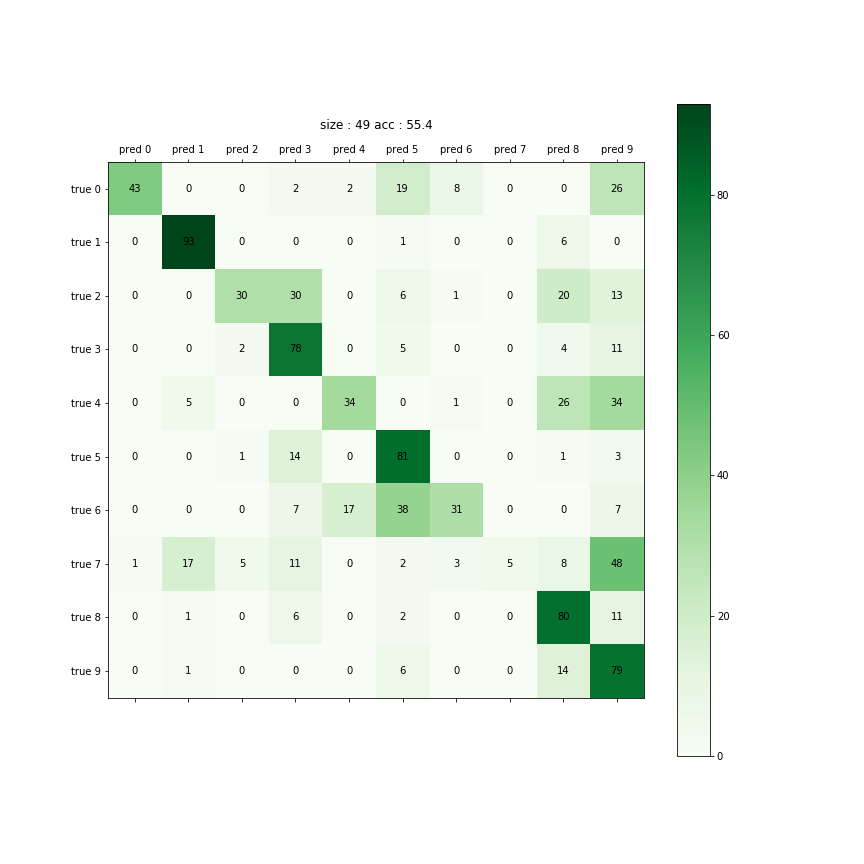 size : 49 acc : 55.4
pred 0 pred 1 pred 2 pred 3 pred 4 pred 5 pred 6 pred 7 pred 8 pred 9
true 0 43 0 0 2 2 19 8 0 0 26
true 1 0 93 0 0 0 1 0 0 6 0
true 2 0 0 30 30 0 6 1 0 20 13
true 3 0 0 2 78 0 5 0 0 4 11
true 4 0 5 0 0 34 0 1 0 26 34
true 5 0 0 1 14 0 81 0 0 1 3
true 6 0 0 0 7 17 38 31 0 0 7
true 7 1 17 5 11 0 2 3 5 8 48
true 8 0 1 0 6 0 2 0 0 80 11
true 9 0 1 0 0 0 6 0 0 14 79
80
60
40
20
0